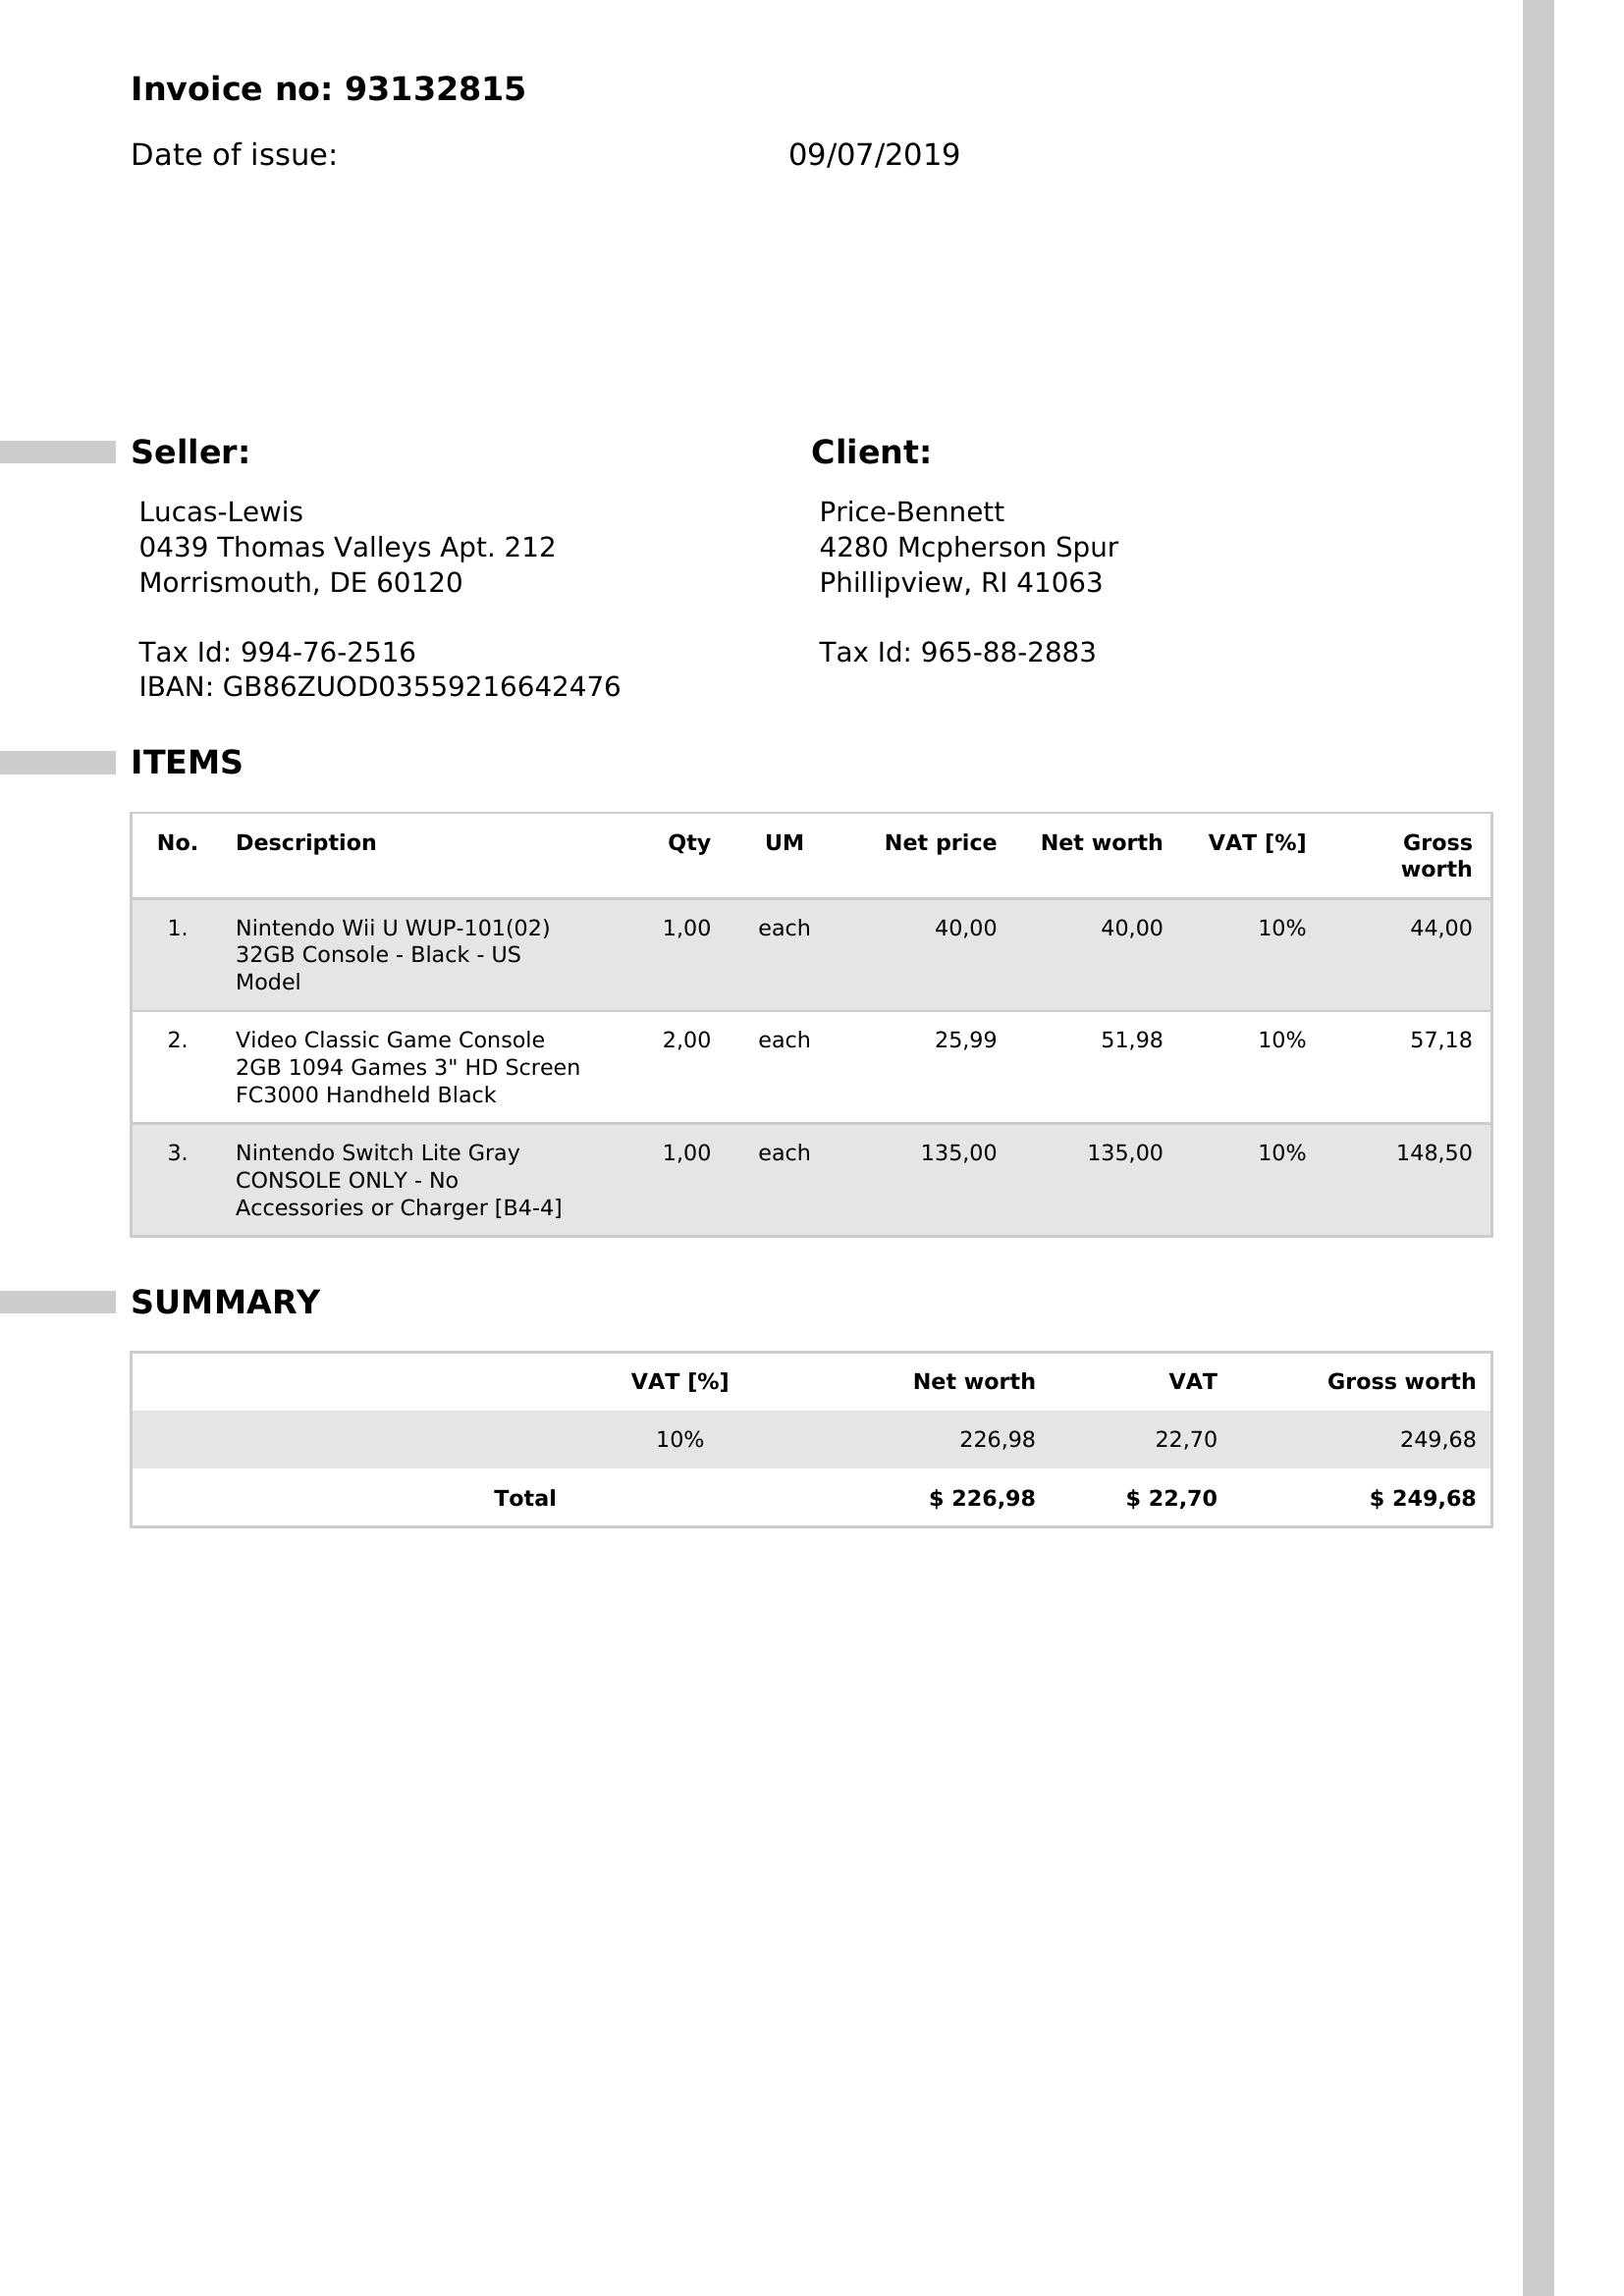 Invoice no: 93132815
Date of issue: 09/07/2019
Seller:
Lucas-Lewis
0439 Thomas Valleys Apt. 212
Morrismouth, DE 60120
Tax Id: 994-76-2516
IBAN: GB86ZUOD03559216642476
Client:
Price-Bennett
4280 Mcpherson Spur
Phillipview, RI 41063
Tax Id: 965-88-2883
ITEMS
No. Description Qty UM Net price Net worth VAT [%] Gross
worth
1. Nintendo Wii U WUP-101(02) 1,00 each 40,00 40,00 10% 44,00
32GB Console - Black - US
Model
2. Video Classic Game Console 2,00 each 25,99 51,98 10% 57,18
2GB 1094 Games 3" HD Screen
FC3000 Handheld Black
3. Nintendo Switch Lite Gray 1,00 each 135,00 135,00 10% 148,50
CONSOLE ONLY - No
Accessories or Charger [B4-4]
SUMMARY
VAT [%] Net worth VAT Gross worth
10% 226,98 22,70 249,68
Total $ 226,98 $ 22,70 $ 249,68